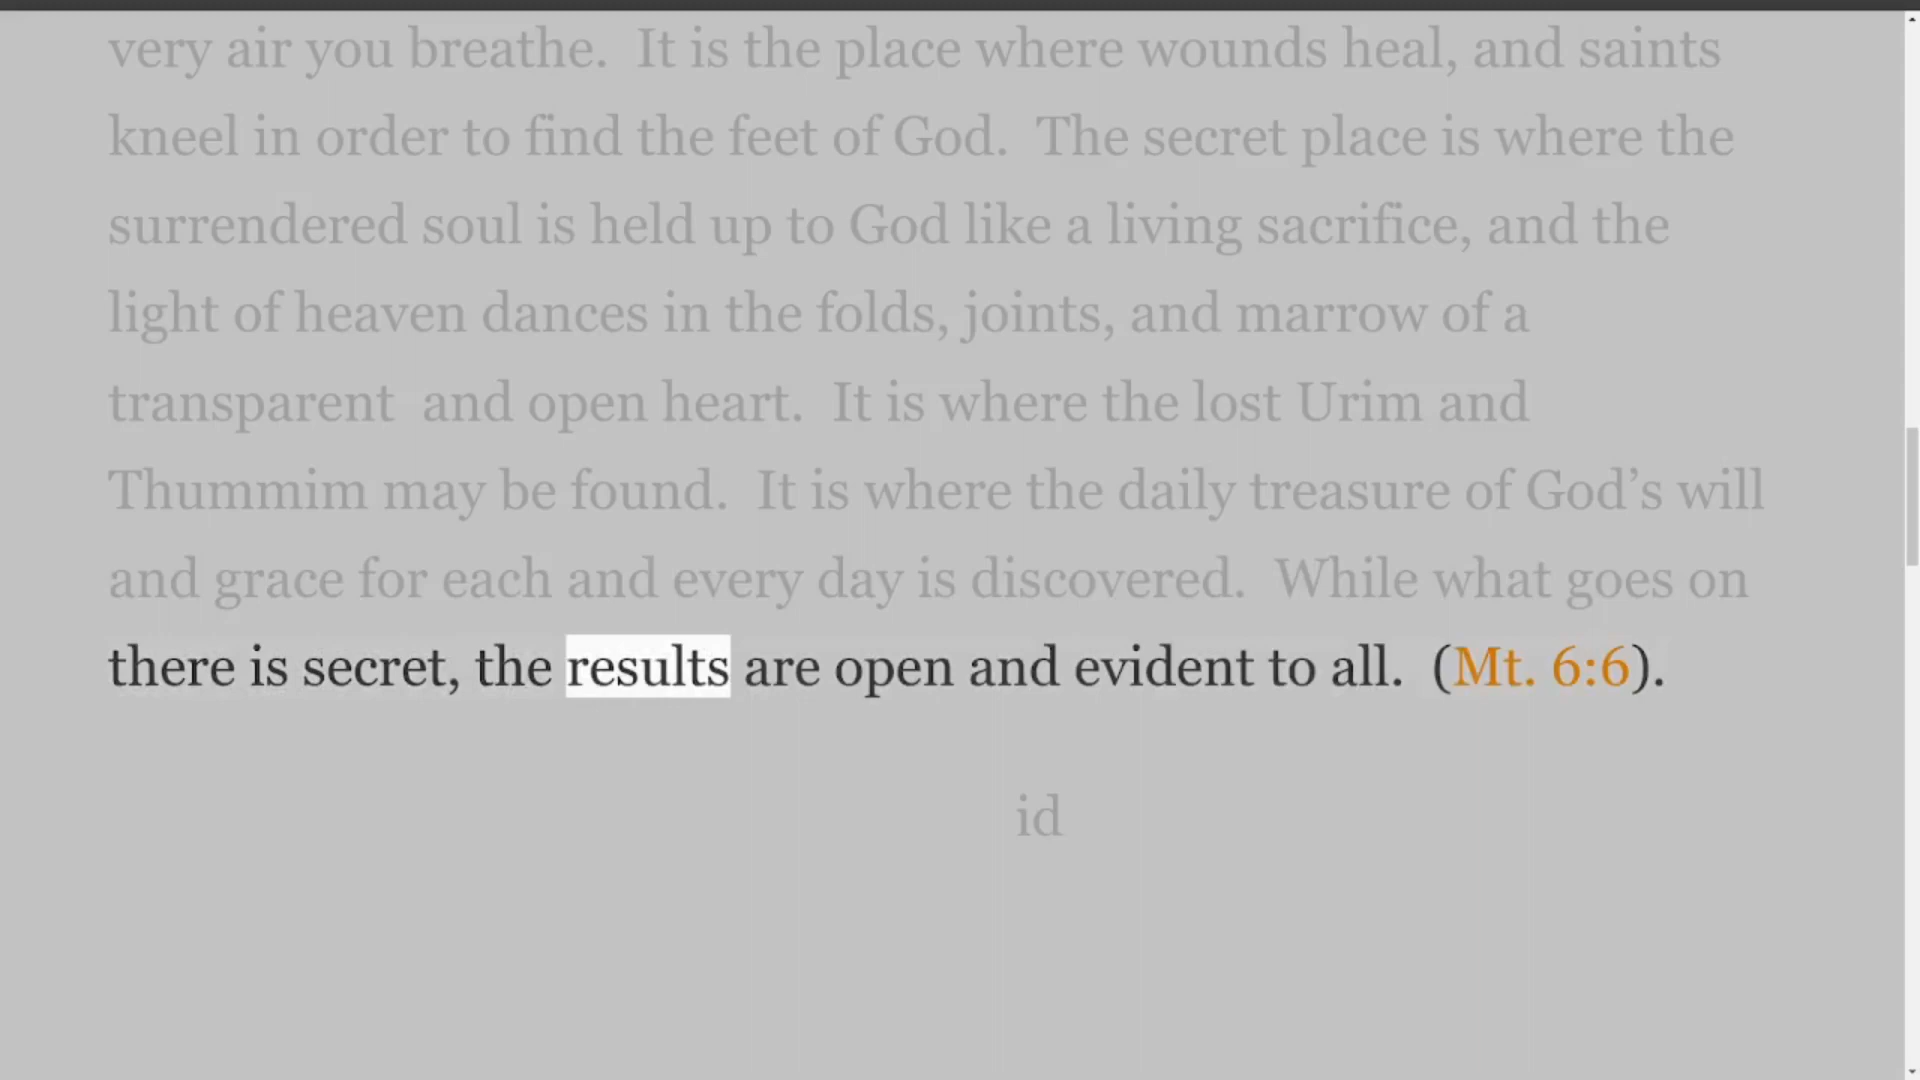 very air you breathe.  It is the place where wounds heal, and saints
kneel in order to find the feet of God.  The secret place is where the
surrendered soul is held up to God like a living sacrifice, and the
light of heaven dances in the folds, joints, and marrow of a
transparent  and open heart.  It is where the lost Urim and
Thummim may be found.  It is where the daily treasure of God’s will
and grace for each and every day is discovered.  While what goes on
there is secret, the results are open and evident to all.  (Mt. 6:6).
id